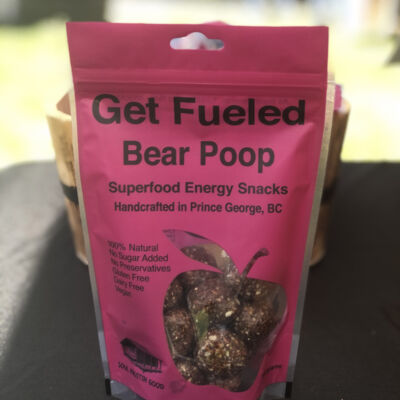 Get Fueled
Bear Poop
Superfood Energy Snacks
Handcrafted in Prince George, BC
100% Natural
No Sugar Added
No Preservatives
Gluten Free
Dairy Free
Vegan